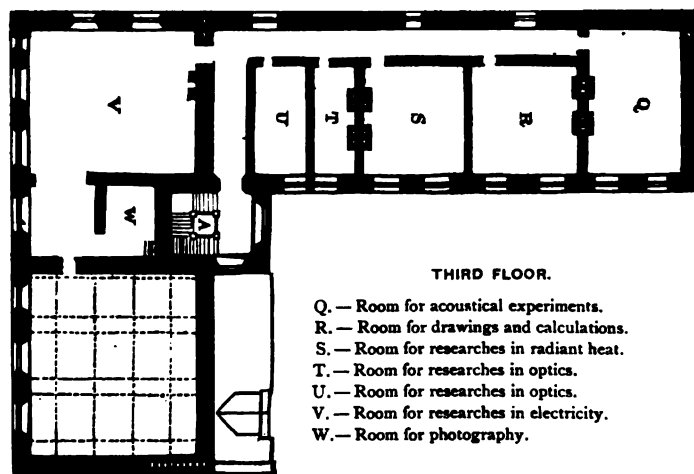 V
U
T
S
R
Q
W
A
THIRD FLOOR.
Q. — Room for acoustical experiments.
R. — Room for drawings and calculations.
S. — Room for researches in radiant heat.
T. — Room for researches in optics.
U. — Room for researches in optics.
V. — Room for researches in electricity.
W. — Room for photography.